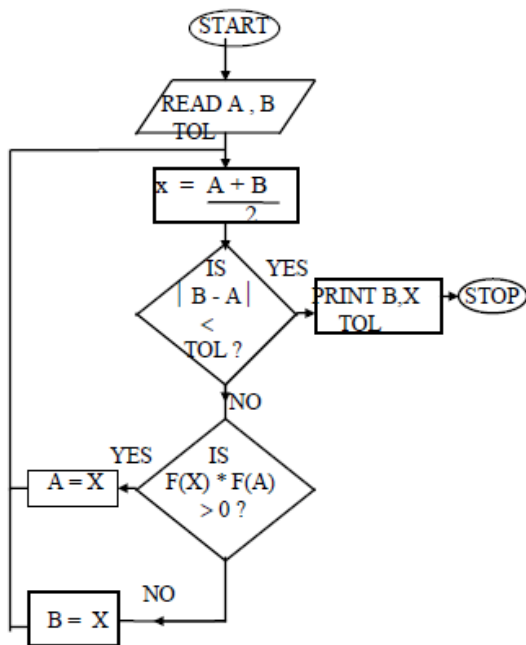 START
READ A , B
TOL
x = A + B
2
IS
| B - A |
<
TOL ?
YES
PRINT B,X
TOL
STOP
NO
IS
F(X) * F(A)
> 0 ?
YES
A = X
NO
B = X